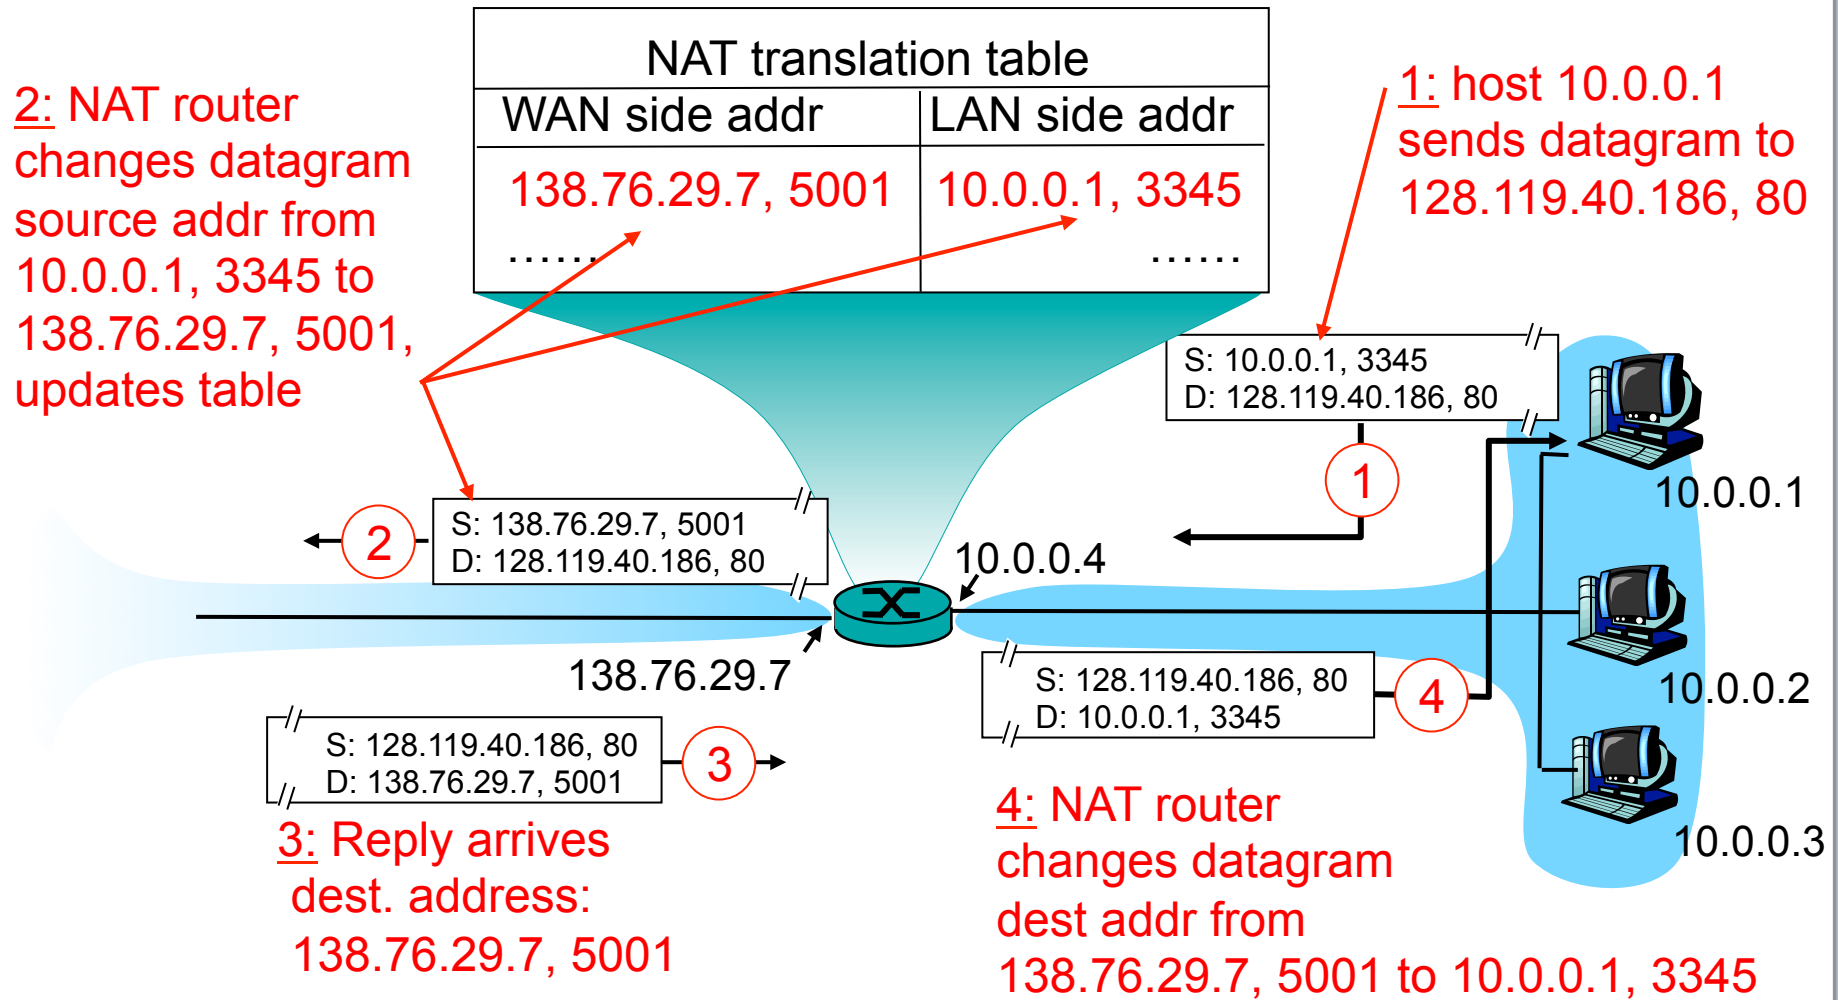 NAT translation table
WAN side addr
LAN side addr
138.76.29.7, 5001
10.0.0.1, 3345
......
......
2: NAT router
changes datagram
source addr from
10.0.0.1, 3345 to
138.76.29.7, 5001,
updates table
1: host 10.0.0.1
sends datagram to
128.119.40.186, 80
S: 10.0.0.1, 3345
D: 128.119.40.186, 80
1
10.0.0.1
S: 138.76.29.7, 5001
D: 128.119.40.186, 80
2
10.0.0.4
138.76.29.7
10.0.0.2
S: 128.119.40.186, 80
D: 10.0.0.1, 3345
4
S: 128.119.40.186, 80
D: 138.76.29.7, 5001
3
10.0.0.3
3: Reply arrives
dest. address:
138.76.29.7, 5001
4: NAT router
changes datagram
dest addr from
138.76.29.7, 5001 to 10.0.0.1, 3345